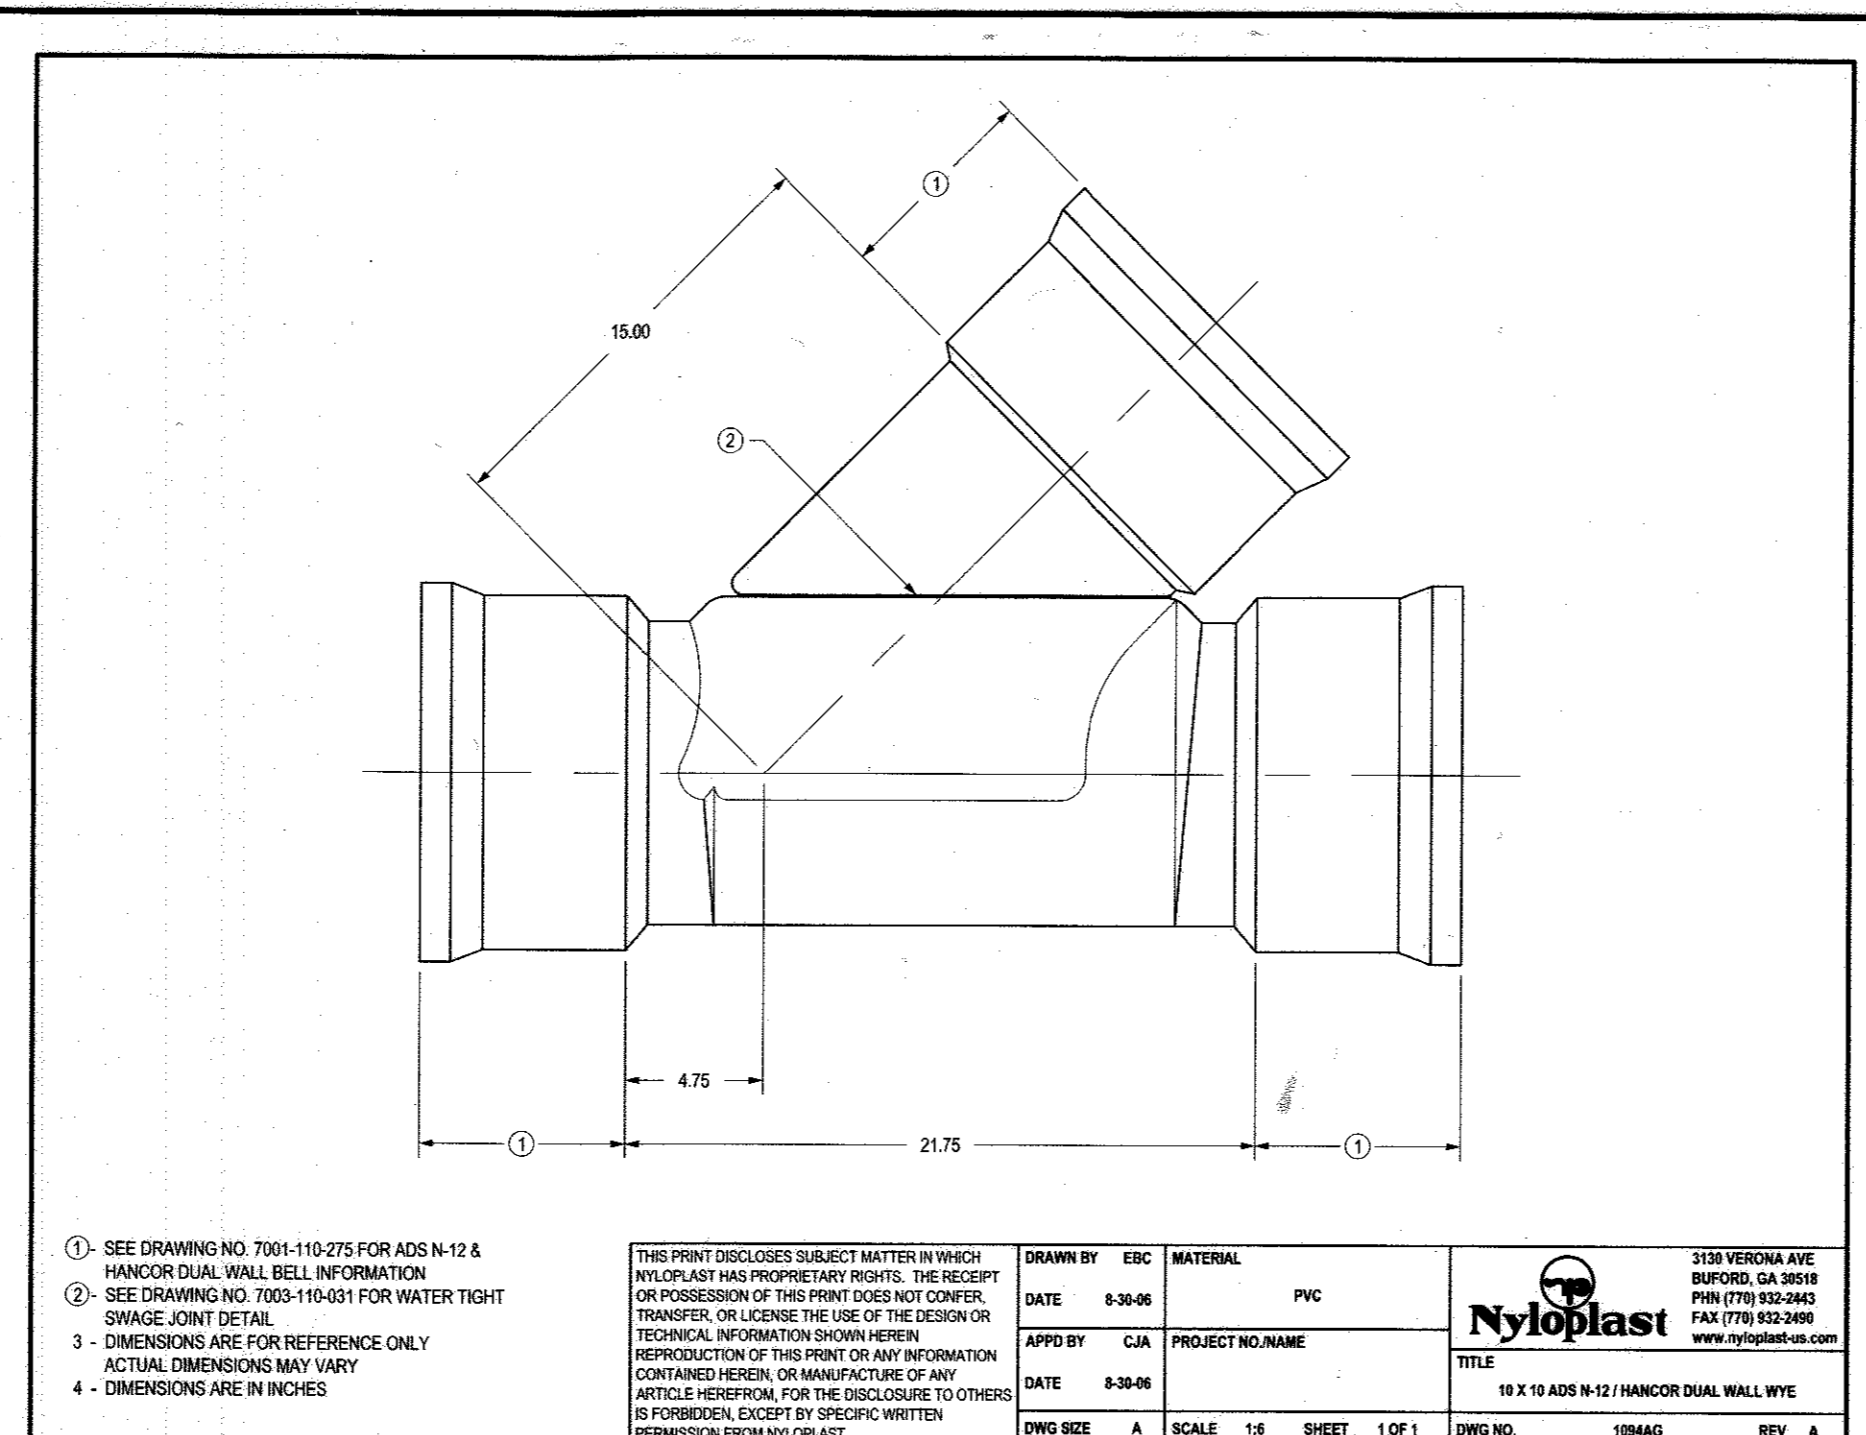 ①
15.00
②
4.75
①
21.75
①
①- SEE DRAWING NO. 7001-110-275 FOR ADS N-12 &
HANCOR DUAL WALL BELL INFORMATION
②- SEE DRAWING NO. 7003-110-031 FOR WATER TIGHT
SWAGE JOINT DETAIL
3 - DIMENSIONS ARE FOR REFERENCE ONLY
ACTUAL DIMENSIONS MAY VARY
4 - DIMENSIONS ARE IN INCHES
THIS PRINT DISCLOSES SUBJECT MATTER IN WHICH
NYLOPLAST HAS PROPRIETARY RIGHTS. THE RECEIPT
OR POSSESSION OF THIS PRINT DOES NOT CONFER,
TRANSFER, OR LICENSE THE USE OF THE DESIGN OR
TECHNICAL INFORMATION SHOWN HEREIN
REPRODUCTION OF THIS PRINT OR ANY INFORMATION
CONTAINED HEREIN, OR MANUFACTURE OF ANY
ARTICLE HEREFROM, FOR THE DISCLOSURE TO OTHERS
IS FORBIDDEN, EXCEPT BY SPECIFIC WRITTEN
PERMISSION FROM NYLOPLAST.
DRAWN BY EBC
DATE 8-30-06
APPD BY CJA
DATE 8-30-06
DWG SIZE A
MATERIAL
PVC
PROJECT NO./NAME
SCALE 1:6 SHEET 1 OF 1
Nyloplast
3130 VERONA AVE
BUFORD, GA 30518
PHN (770) 932-2443
FAX (770) 932-2490
www.nyloplast-us.com
TITLE
10 X 10 ADS N-12 / HANCOR DUAL WALL WYE
DWG NO. 1094AG REV A